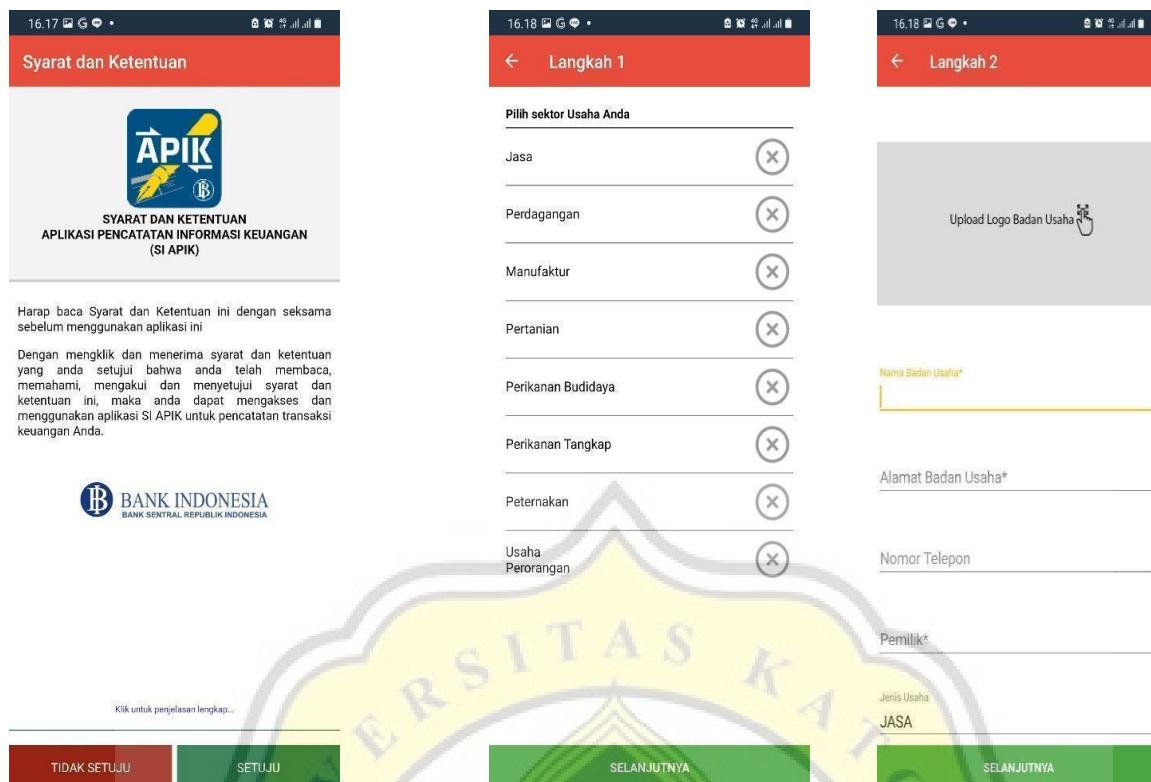 16.17
Syarat dan Ketentuan
APIK
SYARAT DAN KETENTUAN
APLIKASI PENCATATAN INFORMASI KEUANGAN
(SI APIK)
Harap baca Syarat dan Ketentuan ini dengan seksama
sebelum menggunakan aplikasi ini
Dengan mengklik dan menerima syarat dan ketentuan
yang anda setujui bahwa anda telah membaca,
memahami, mengakui dan menyetujui syarat dan
ketentuan ini, maka anda dapat mengakses dan
menggunakan aplikasi SI APIK untuk pencatatan transaksi
keuangan Anda.
BANK INDONESIA
BANK SENTRAL REPUBLIK INDONESIA
Klik untuk penjelasan lengkap...
TIDAK SETUJU
SETUJU
16.18
Langkah 1
Pilih sektor Usaha Anda
Jasa
Perdagangan
Manufaktur
Pertanian
Perikanan Budidaya
Perikanan Tangkap
Peternakan
Usaha
Perorangan
SELANJUTNYA
16.18
Langkah 2
Upload Logo Badan Usaha
Nama Badan Usaha*
Alamat Badan Usaha*
Nomor Telepon
Pemilik*
Jenis Usaha
JASA
SELANJUTNYA